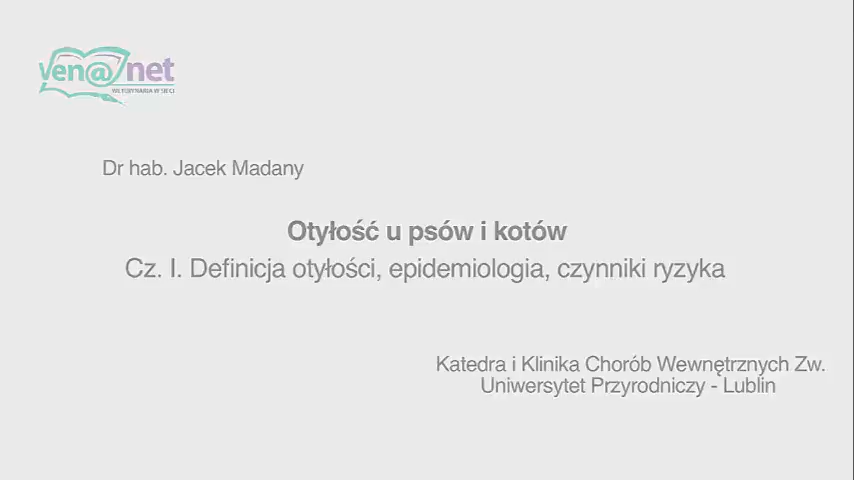 Ven@net
WETERYNARIA W SIECI
Dr hab. Jacek Madany
Otyłość u psów i kotów
Cz. I. Definicja otyłości, epidemiologia, czynniki ryzyka
Katedra i Klinika Chorób Wewnętrznych Zw.
Uniwersytet Przyrodniczy - Lublin